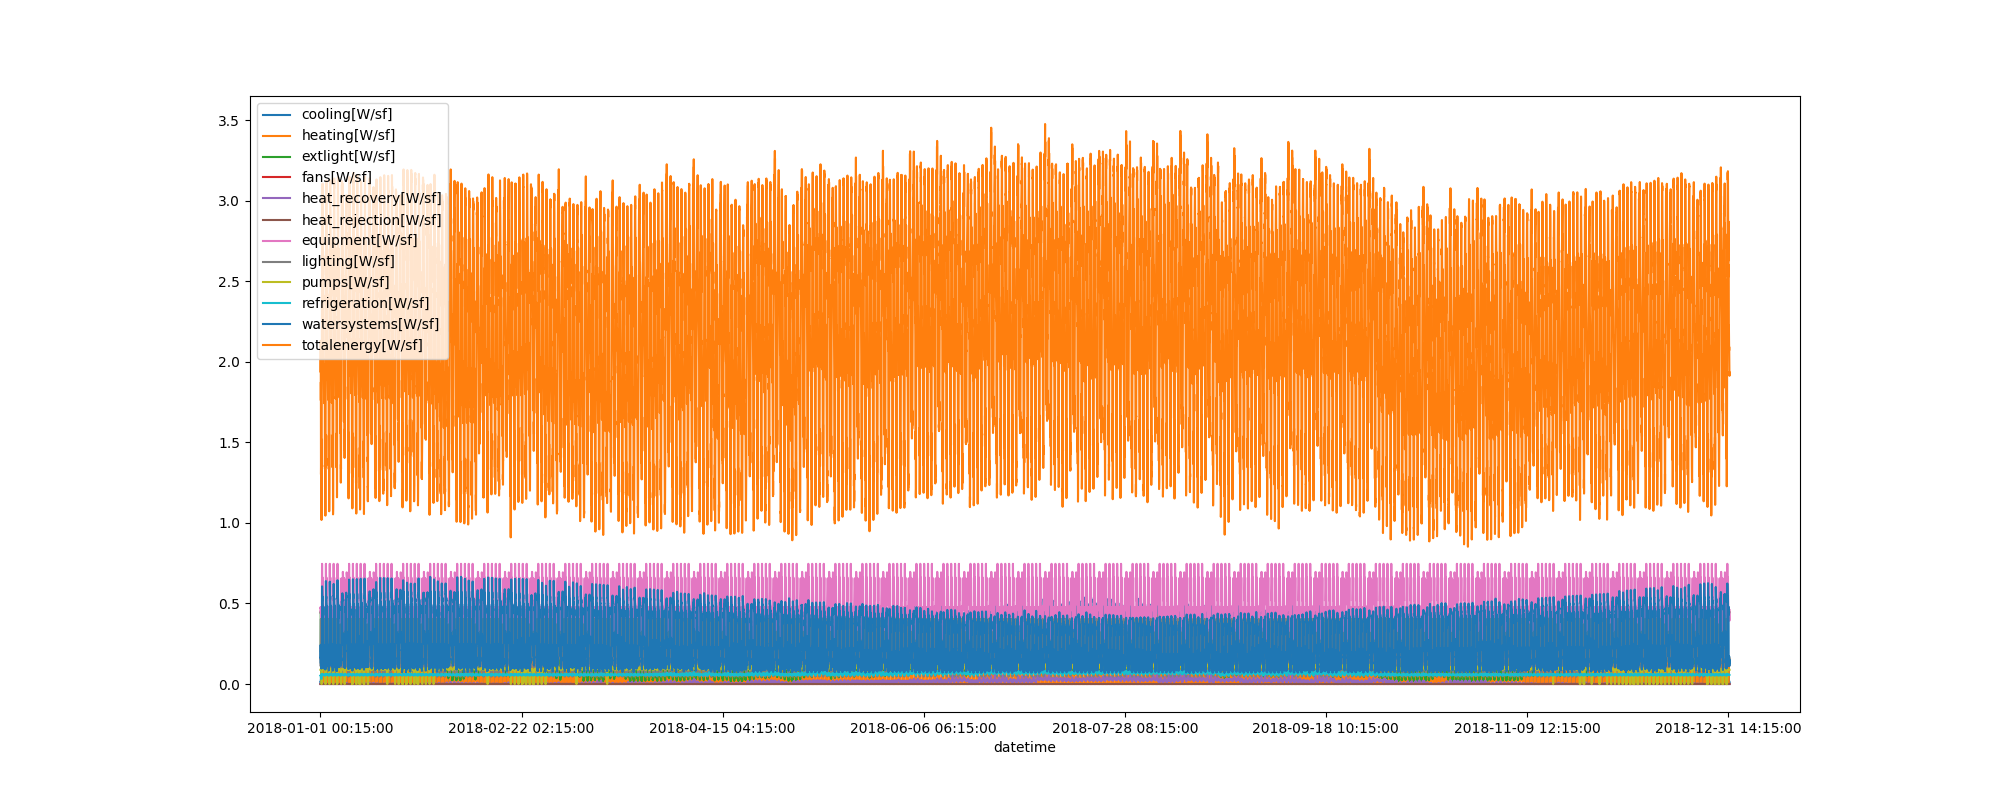 3.5
3.0
2.5
2.0
1.5
1.0
0.5
0.0
cooling[W/sf]
heating[W/sf]
extlight[W/sf]
fans[W/sf]
heat_recovery[W/sf]
heat_rejection[W/sf]
equipment[W/sf]
lighting[W/sf]
pumps[W/sf]
refrigeration[W/sf]
watersystems[W/sf]
totalenergy[W/sf]
2018-01-01 00:15:00 2018-02-22 02:15:00 2018-04-15 04:15:00 2018-06-06 06:15:00 2018-07-28 08:15:00 2018-09-18 10:15:00 2018-11-09 12:15:00 2018-12-31 14:15:00
datetime